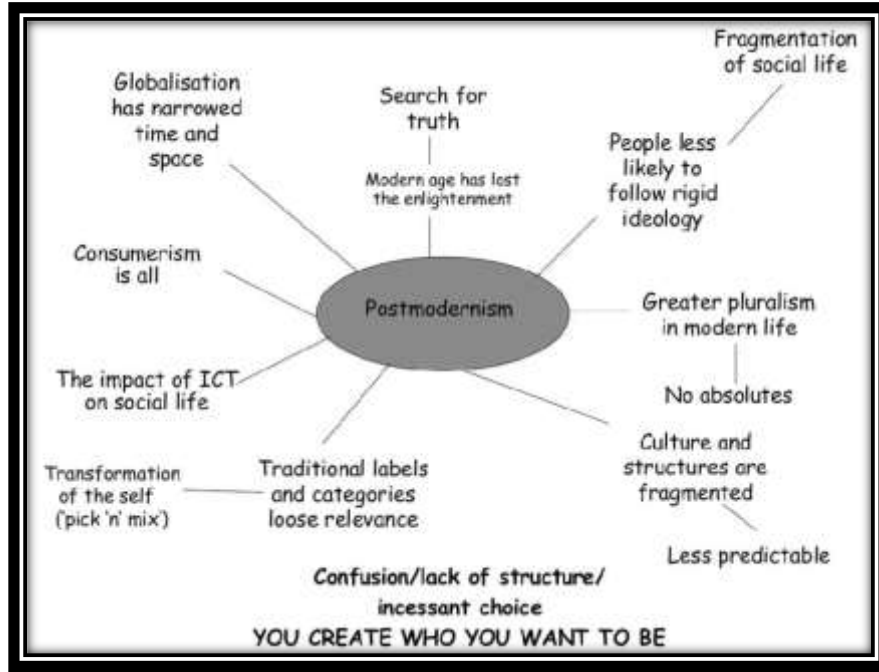 Fragmentation
of social life
Globalisation
has narrowed
time and
space
Search for
truth
Modern age has lost
the enlightenment
People less
likely to
follow rigid
ideology
Consumerism
is all
Postmodernism
Greater pluralism
in modern life
The impact of ICT
on social life
No absolutes
Culture and
structures are
fragmented
Transformation
of the self
('pick 'n' mix')
Traditional labels
and categories
loose relevance
Less predictable
Confusion/lack of structure/
incessant choice
YOU CREATE WHO YOU WANT TO BE